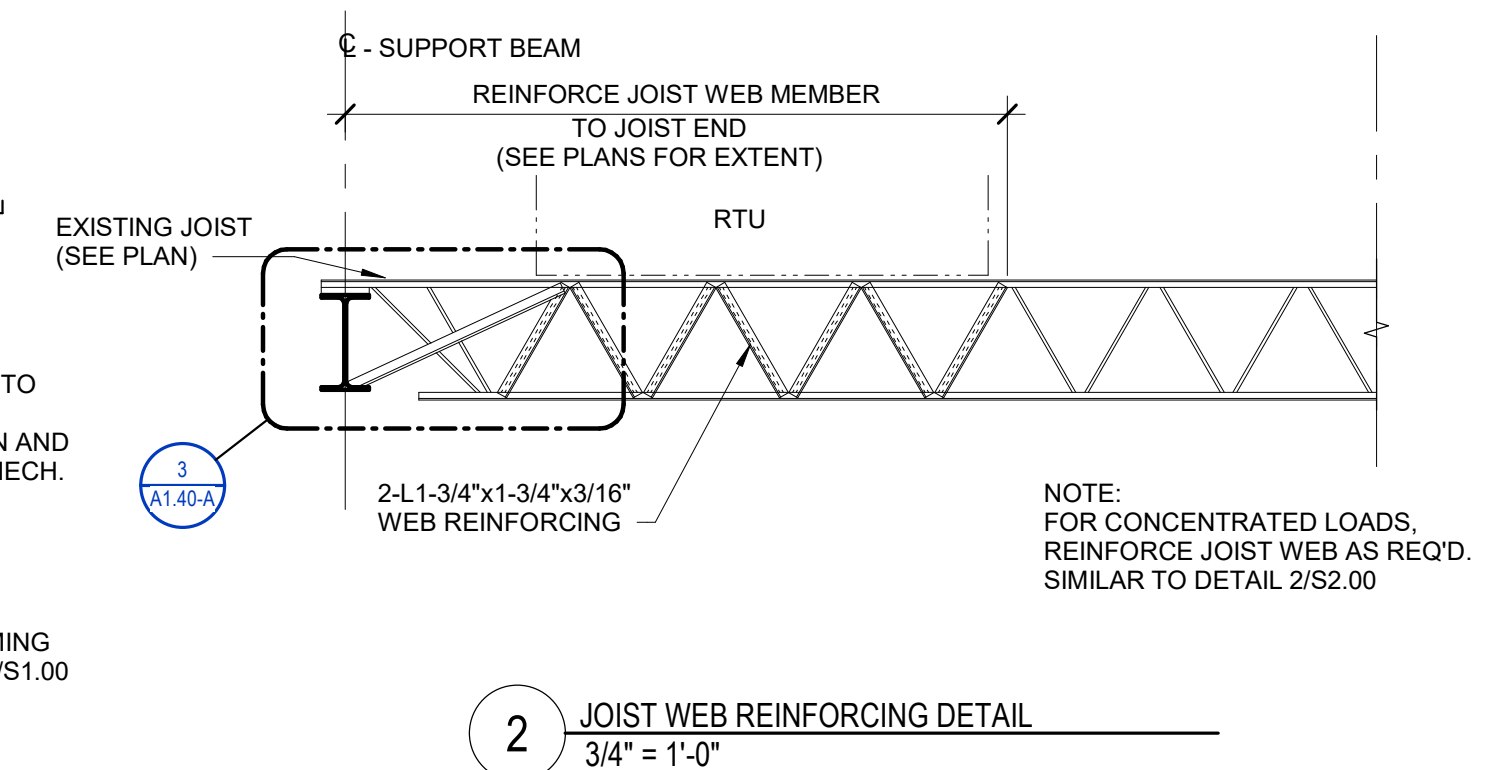 ℄ - SUPPORT BEAM
REINFORCE JOIST WEB MEMBER
TO JOIST END
(SEE PLANS FOR EXTENT)
RTU
EXISTING JOIST
(SEE PLAN)
TO
AND
MECH.
3
A1.40-A
2-L1-3/4"x1-3/4"x3/16"
WEB REINFORCING
NOTE:
FOR CONCENTRATED LOADS,
REINFORCE JOIST WEB AS REQ'D.
SIMILAR TO DETAIL 2/S2.00
/S1.00
2
JOIST WEB REINFORCING DETAIL
3/4" = 1'-0"